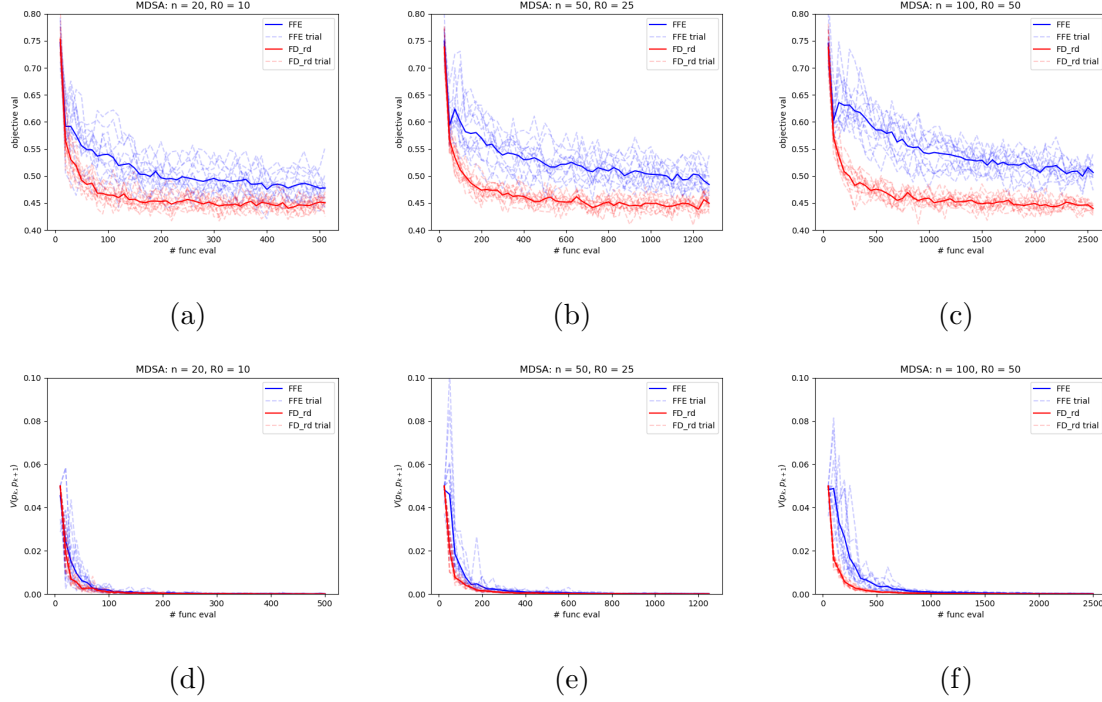 MDSA: n = 20, R0 = 10
objective val
0.80
0.75
0.70
0.65
0.60
0.55
0.50
0.45
0.40
FFE
FFE trial
FD_rd
FD_rd trial
0 100 200 300 400 500
# func eval
(a)
MDSA: n = 50, R0 = 25
objective val
0.80
0.75
0.70
0.65
0.60
0.55
0.50
0.45
0.40
FFE
FFE trial
FD_rd
FD_rd trial
0 200 400 600 800 1000 1200
# func eval
(b)
MDSA: n = 100, R0 = 50
objective val
0.80
0.75
0.70
0.65
0.60
0.55
0.50
0.45
0.40
FFE
FFE trial
FD_rd
FD_rd trial
0 500 1000 1500 2000 2500
# func eval
(c)
MDSA: n = 20, R0 = 10
V(p_k, p_{k+1})
0.10
0.08
0.06
0.04
0.02
0.00
FFE
FFE trial
FD_rd
FD_rd trial
0 100 200 300 400 500
# func eval
(d)
MDSA: n = 50, R0 = 25
V(p_k, p_{k+1})
0.10
0.08
0.06
0.04
0.02
0.00
FFE
FFE trial
FD_rd
FD_rd trial
0 200 400 600 800 1000 1200
# func eval
(e)
MDSA: n = 100, R0 = 50
V(p_k, p_{k+1})
0.10
0.08
0.06
0.04
0.02
0.00
FFE
FFE trial
FD_rd
FD_rd trial
0 500 1000 1500 2000 2500
# func eval
(f)